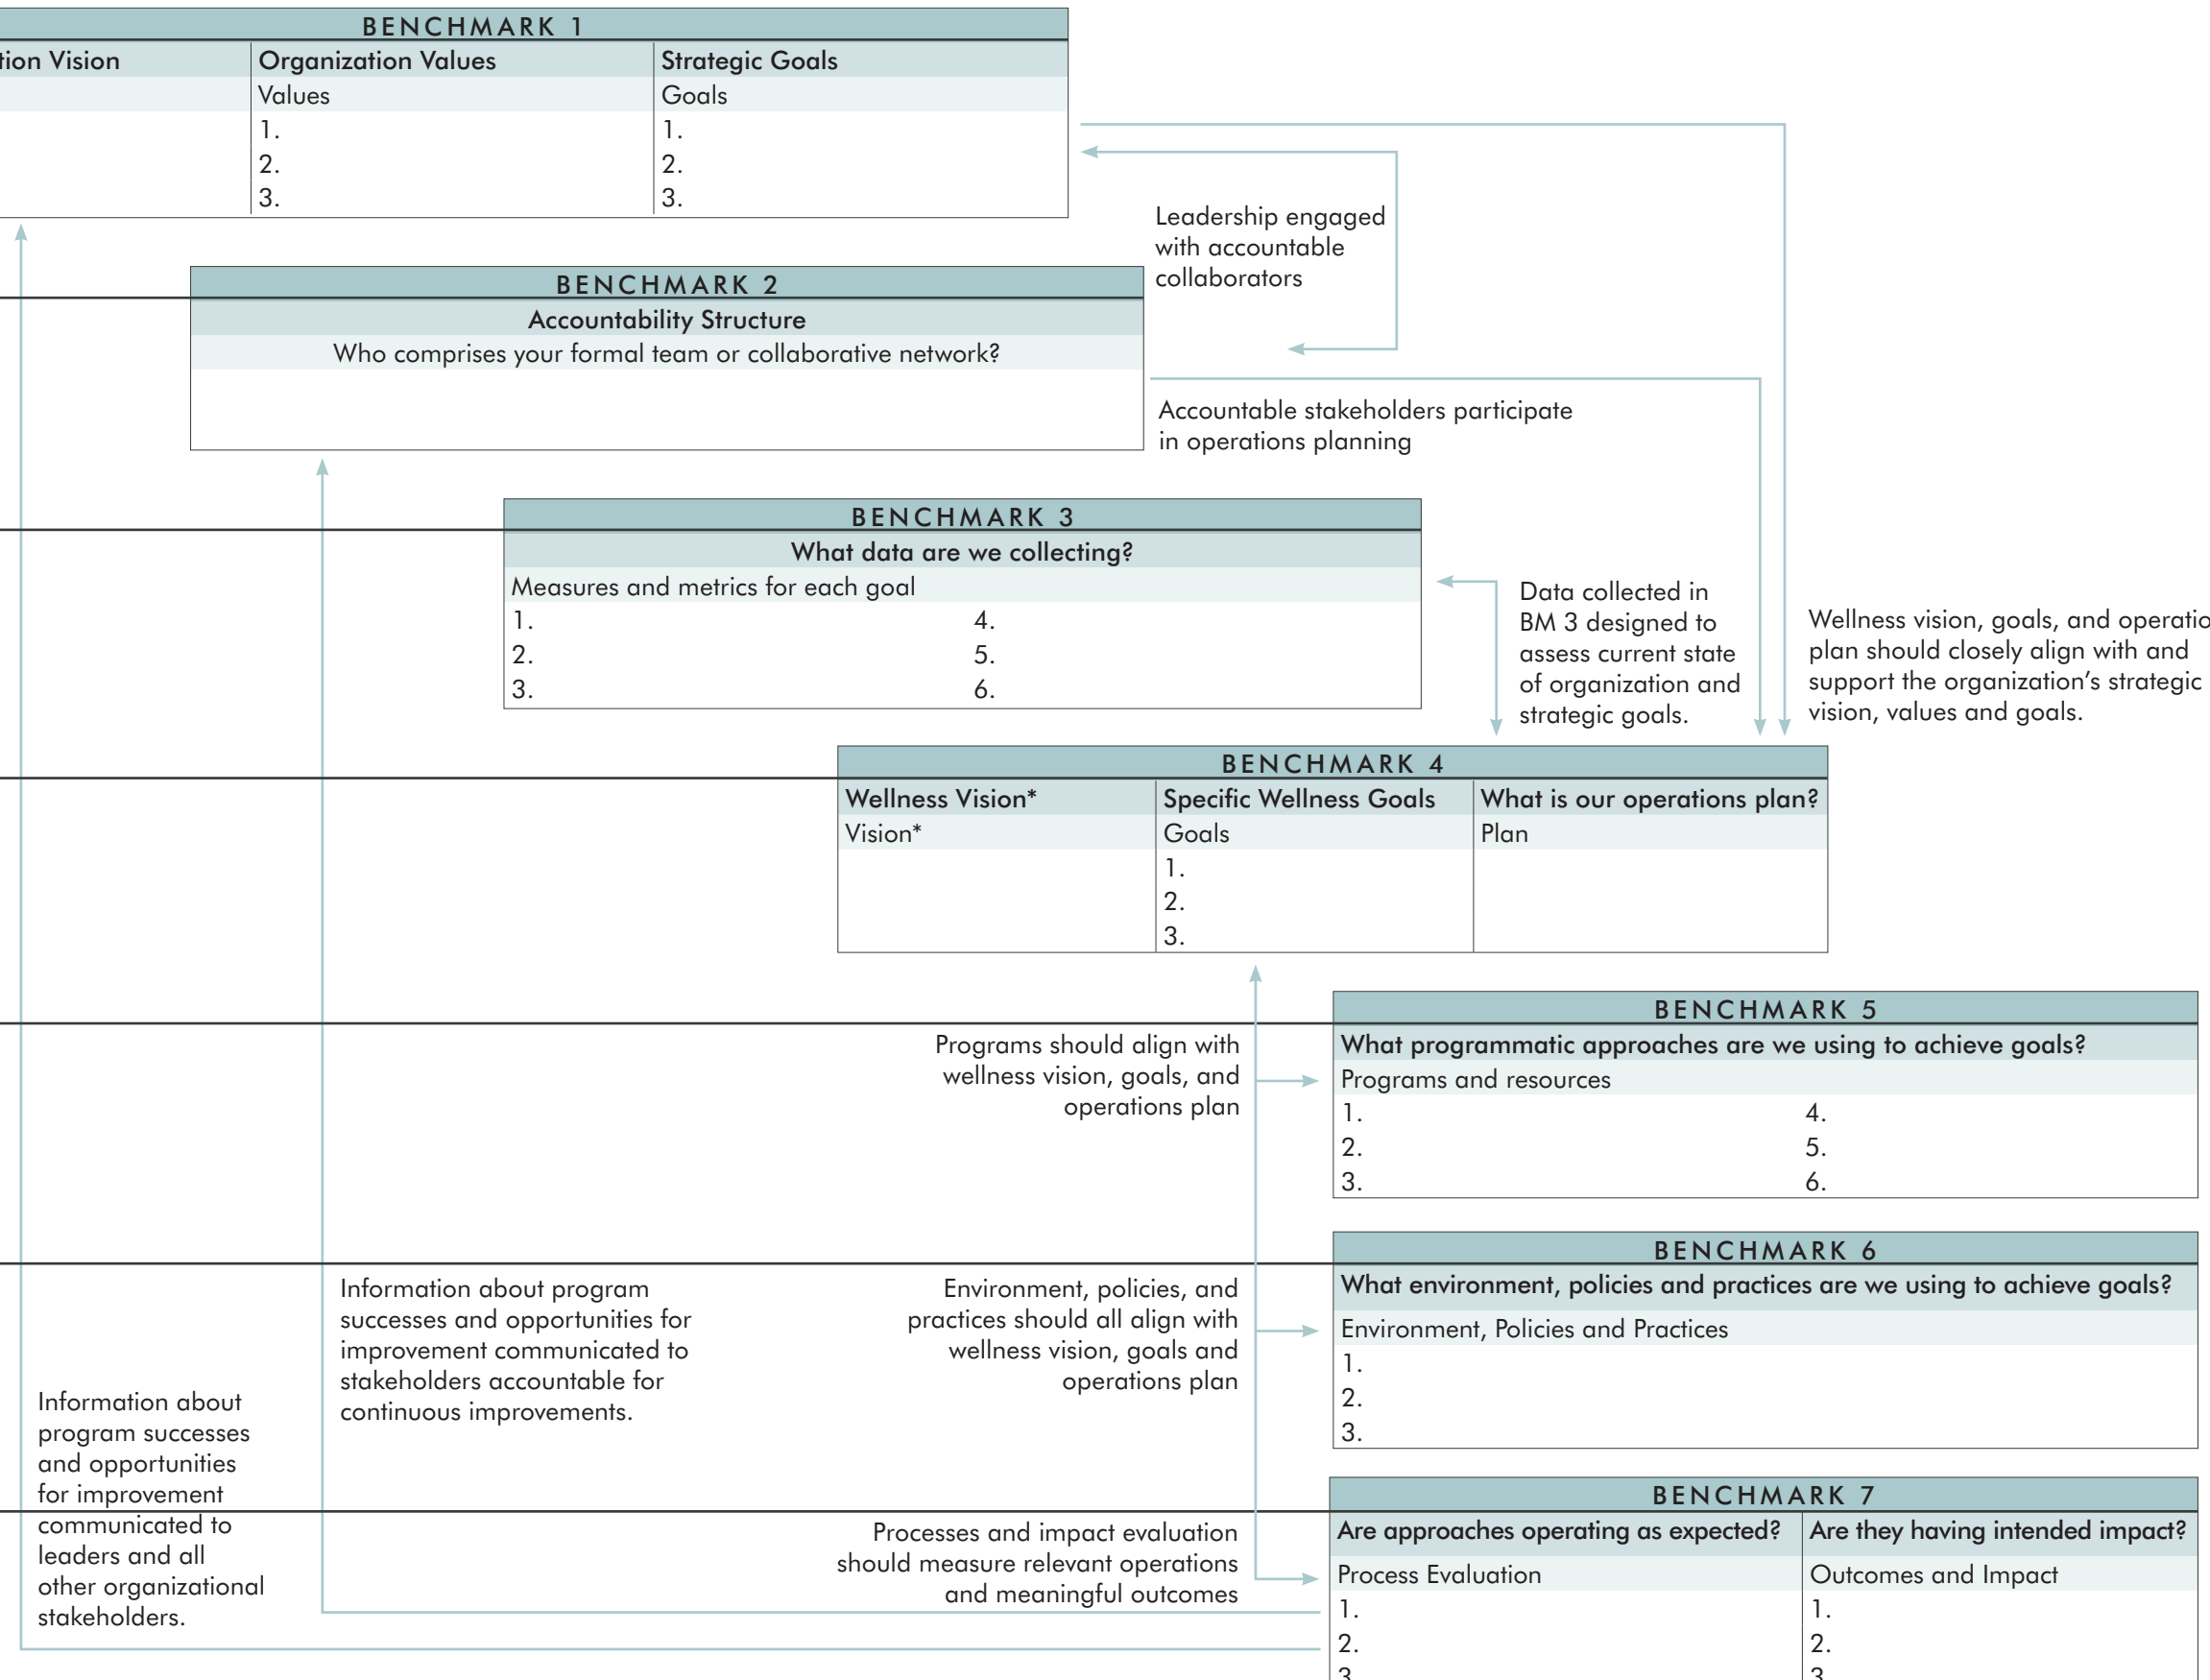 BENCHMARK 1
tion Vision
Organization Values
Strategic Goals
Values
Goals
1.
2.
3.
1.
2.
3.
Leadership engaged
with accountable
collaborators
BENCHMARK 2
Accountability Structure
Who comprises your formal team or collaborative network?
Accountable stakeholders participate
in operations planning
BENCHMARK 3
What data are we collecting?
Measures and metrics for each goal
1.
2.
3.
4.
5.
6.
Data collected in
BM 3 designed to
assess current state
of organization and
strategic goals.
Wellness vision, goals, and operatio
plan should closely align with and
support the organization's strategic
vision, values and goals.
BENCHMARK 4
Wellness Vision*
Specific Wellness Goals
What is our operations plan?
Vision*
Goals
Plan
1.
2.
3.
Programs should align with
wellness vision, goals, and
operations plan
BENCHMARK 5
What programmatic approaches are we using to achieve goals?
Programs and resources
1.
2.
3.
4.
5.
6.
Information about program
successes and opportunities for
improvement communicated to
stakeholders accountable for
continuous improvements.
Environment, policies, and
practices should all align with
wellness vision, goals and
operations plan
BENCHMARK 6
What environment, policies and practices are we using to achieve goals?
Environment, Policies and Practices
1.
2.
3.
Information about
program successes
and opportunities
for improvement
communicated to
leaders and all
other organizational
stakeholders.
Processes and impact evaluation
should measure relevant operations
and meaningful outcomes
BENCHMARK 7
Are approaches operating as expected?
Are they having intended impact?
Process Evaluation
Outcomes and Impact
1.
2.
3
1.
2.
3